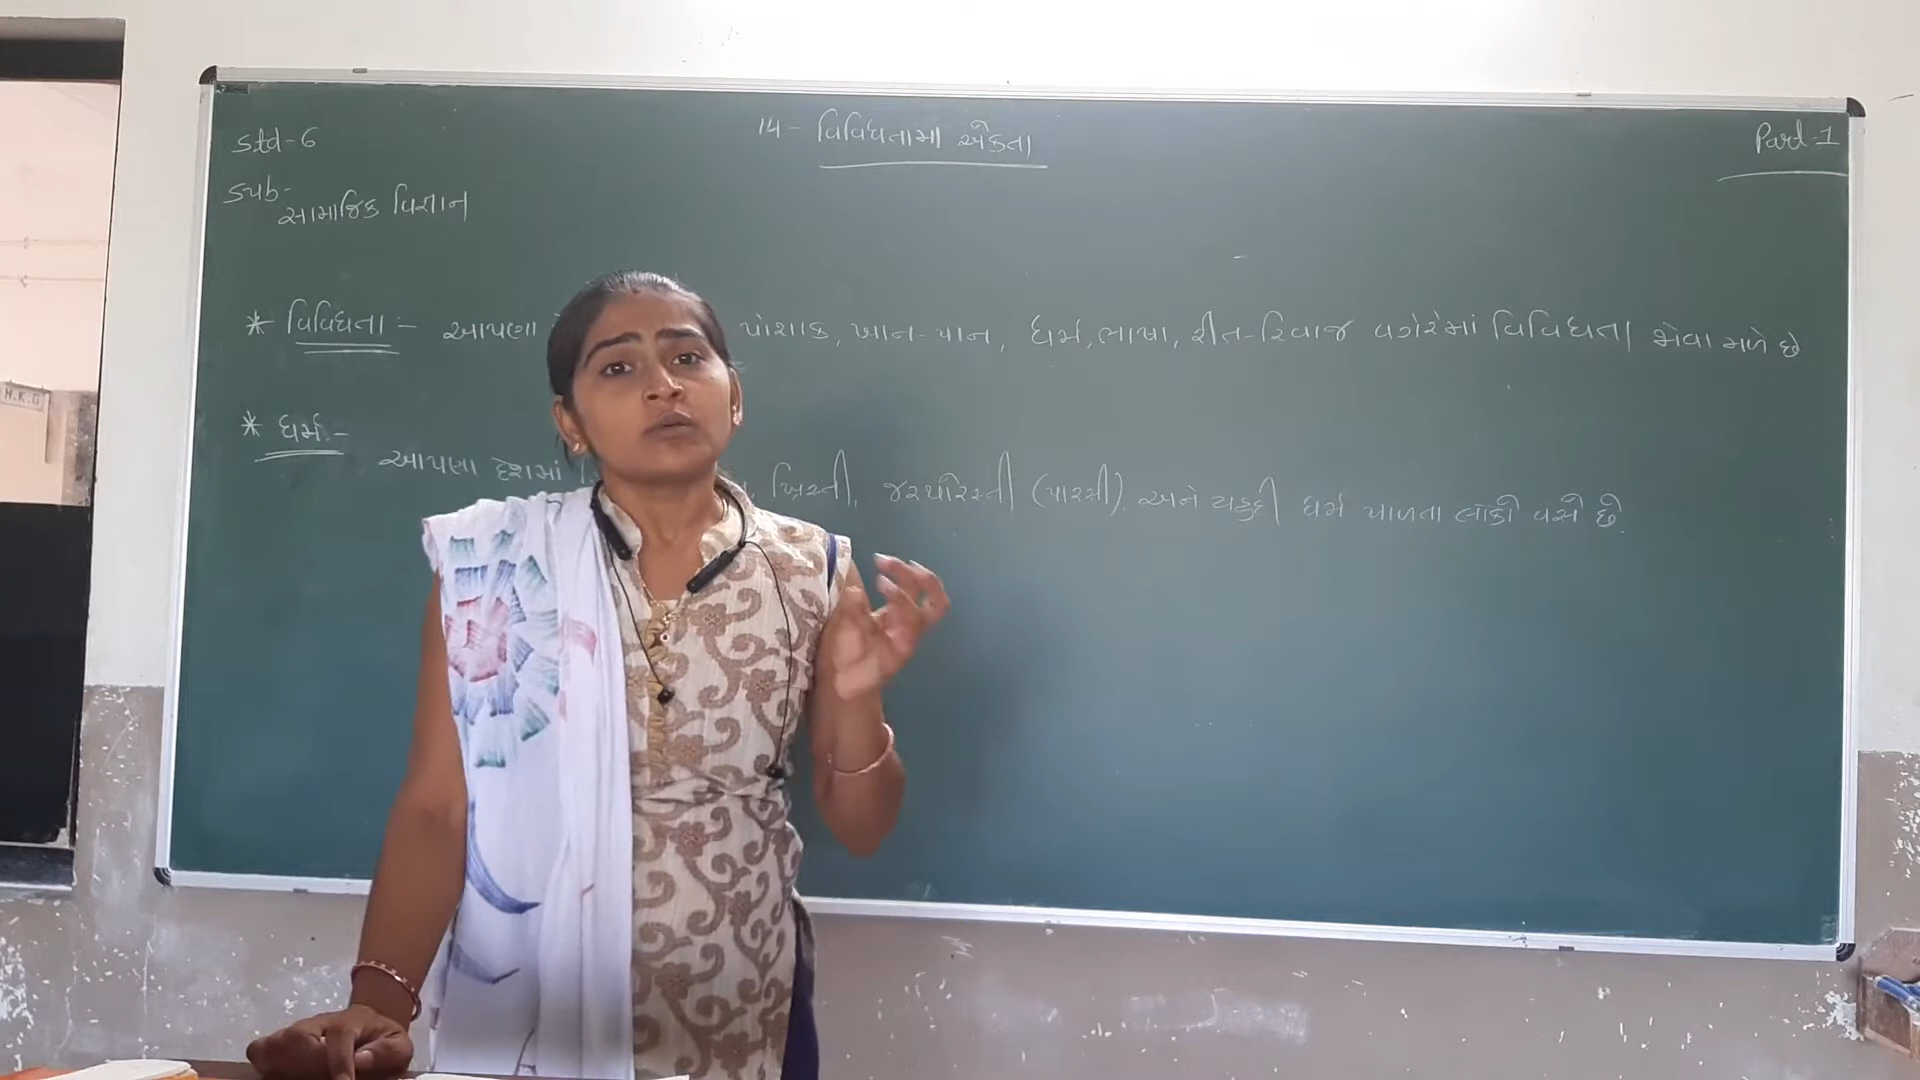 Std-6
14 - વિવિધતામાં એકતા
Part-1
Sub-
સામાજિક વિજ્ઞાન
* વિવિધતા :- આપણા પોશાક, ખાન-પાન, ધર્મ, ભાષા, રીત-રિવાજ વગેરેમાં વિવિધતા જોવા મળે છે
* ધર્મ :-
આપણા દેશમાં ખ્રિસ્તી, જરથોસ્તી (પારસી), અને યહૂદી ધર્મ પાળતા લોકો વસે છે.
H.K.G